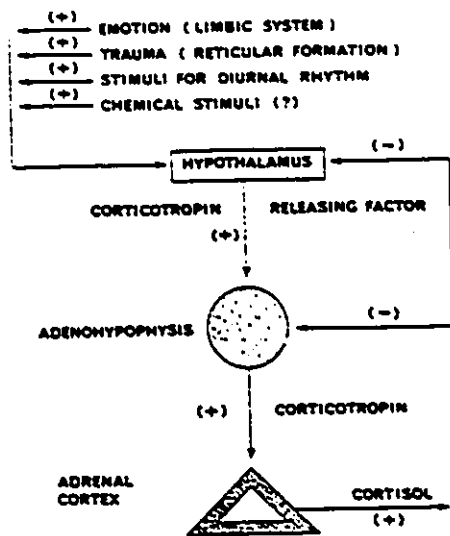 (+) EMOTION (LIMBIC SYSTEM)
(+) TRAUMA (RETICULAR FORMATION)
(+) STIMULI FOR DIURNAL RHYTHM
(+) CHEMICAL STIMULI (?)
HYPOTHALAMUS (-)
CORTICOTROPIN RELEASING FACTOR
(+)
ADENOHYPOPHYSIS (-)
(+) CORTICOTROPIN
ADRENAL CORTEX
CORTISOL
(+)